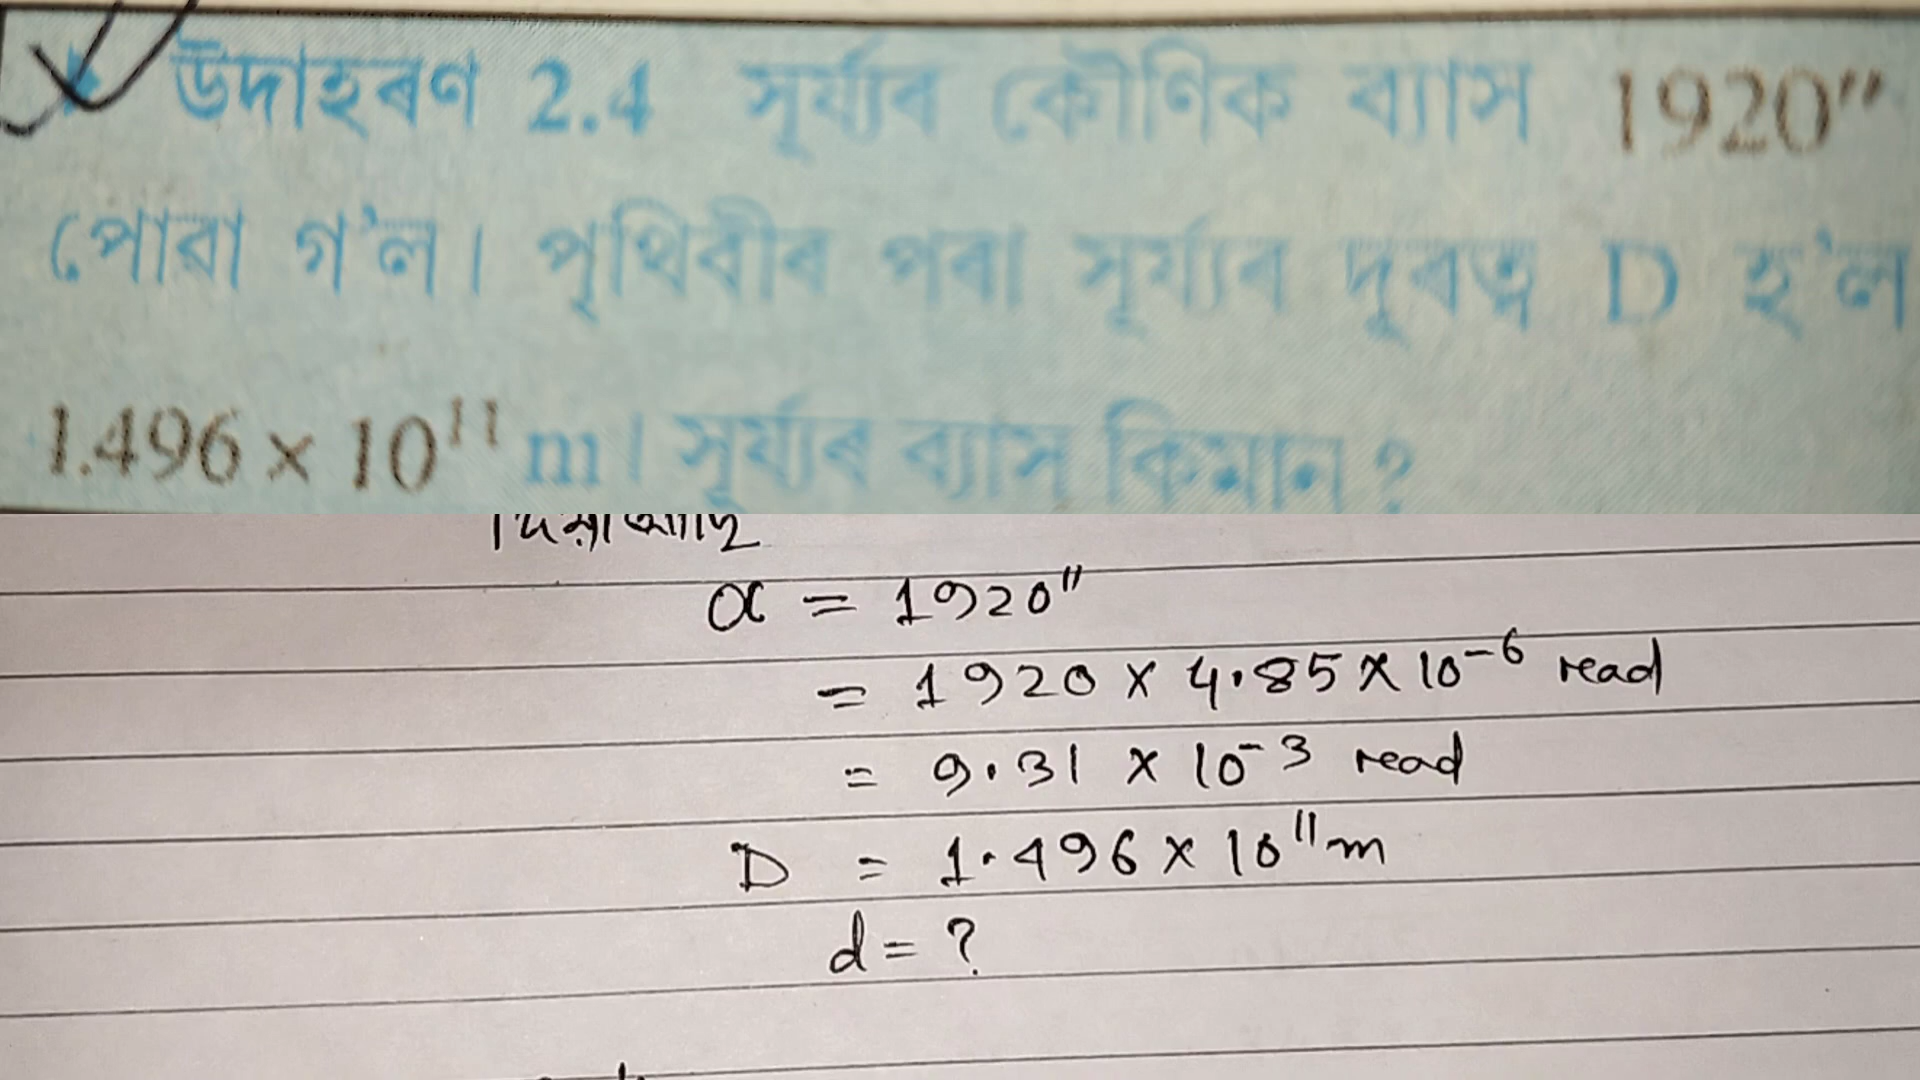 উদাহৰণ 2.4 সূৰ্য্যৰ কৌণিক ব্যাস 1920"
পোৱা গ'ল। পৃথিৱীৰ পৰা সূৰ্য্যৰ দূৰত্ব D হ'ল
1.496 × 10¹¹ m। সূৰ্য্যৰ ব্যাস কিমান?
দিয়া আছে
α = 1920"
= 1920 × 4.85 × 10⁻⁶ read
= 9.31 × 10⁻³ read
D = 1.496 × 10¹¹ m
d = ?